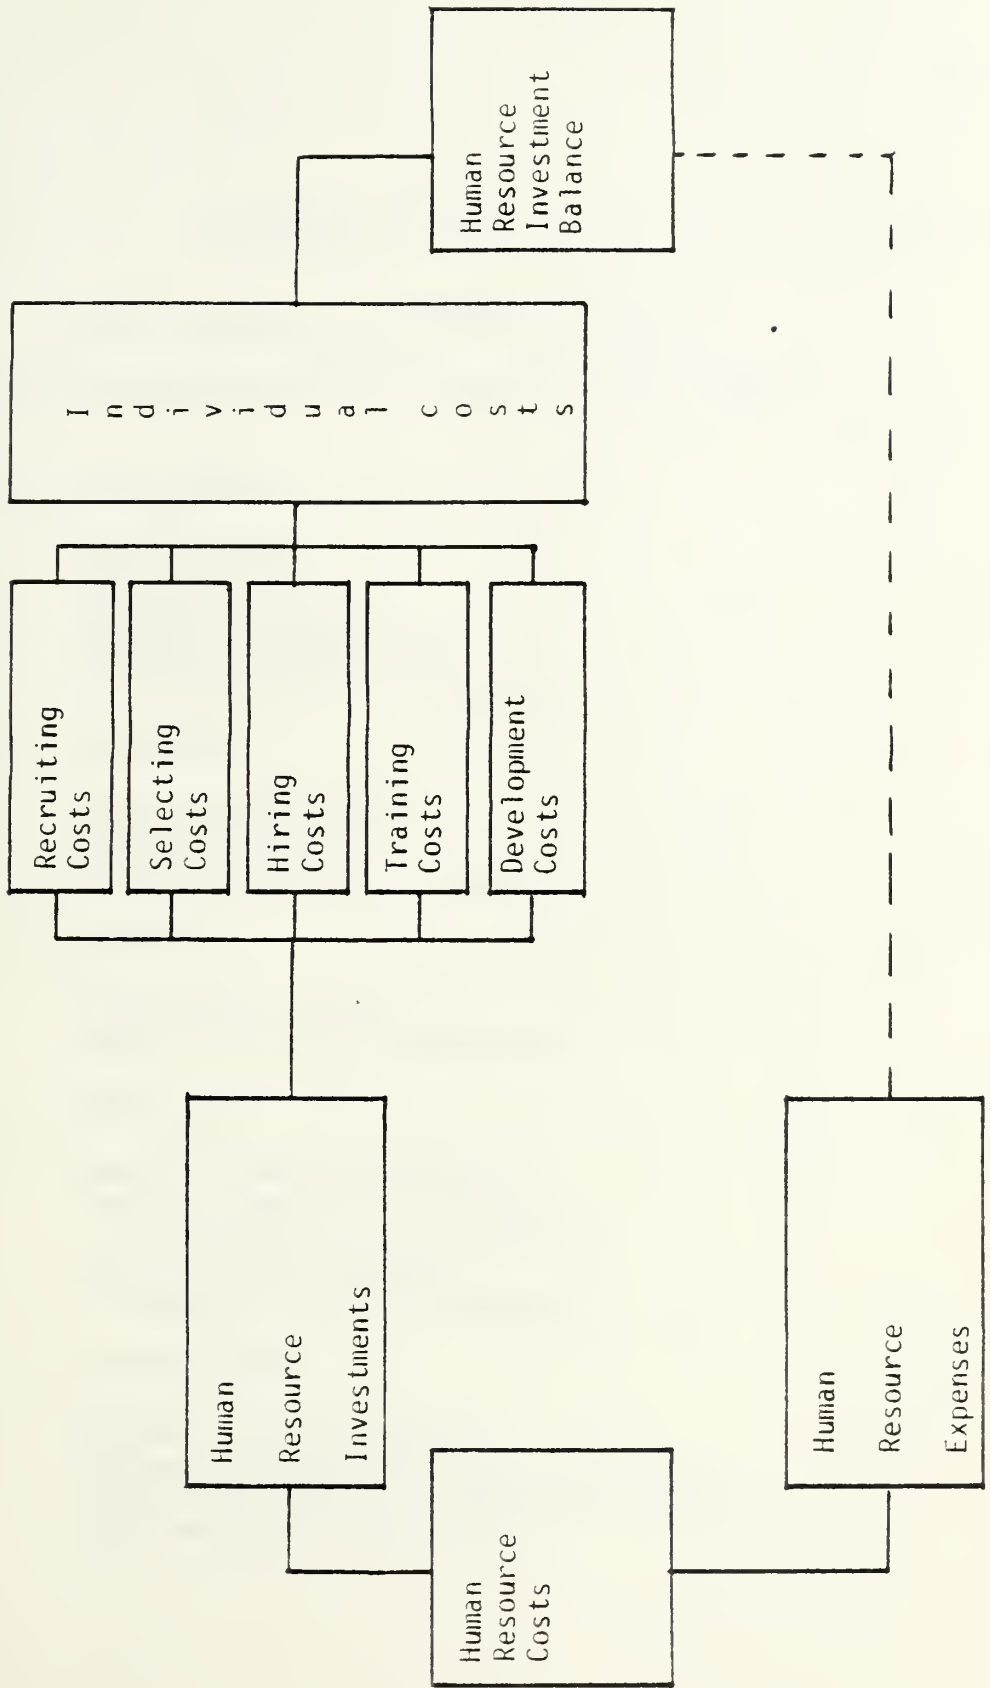 Human
Resource
Costs
Human
Resource
Investments
Human
Resource
Expenses
Recruiting
Costs
Selecting
Costs
Hiring
Costs
Training
Costs
Development
Costs
Individual costs
Human
Resource
Investment
Balance